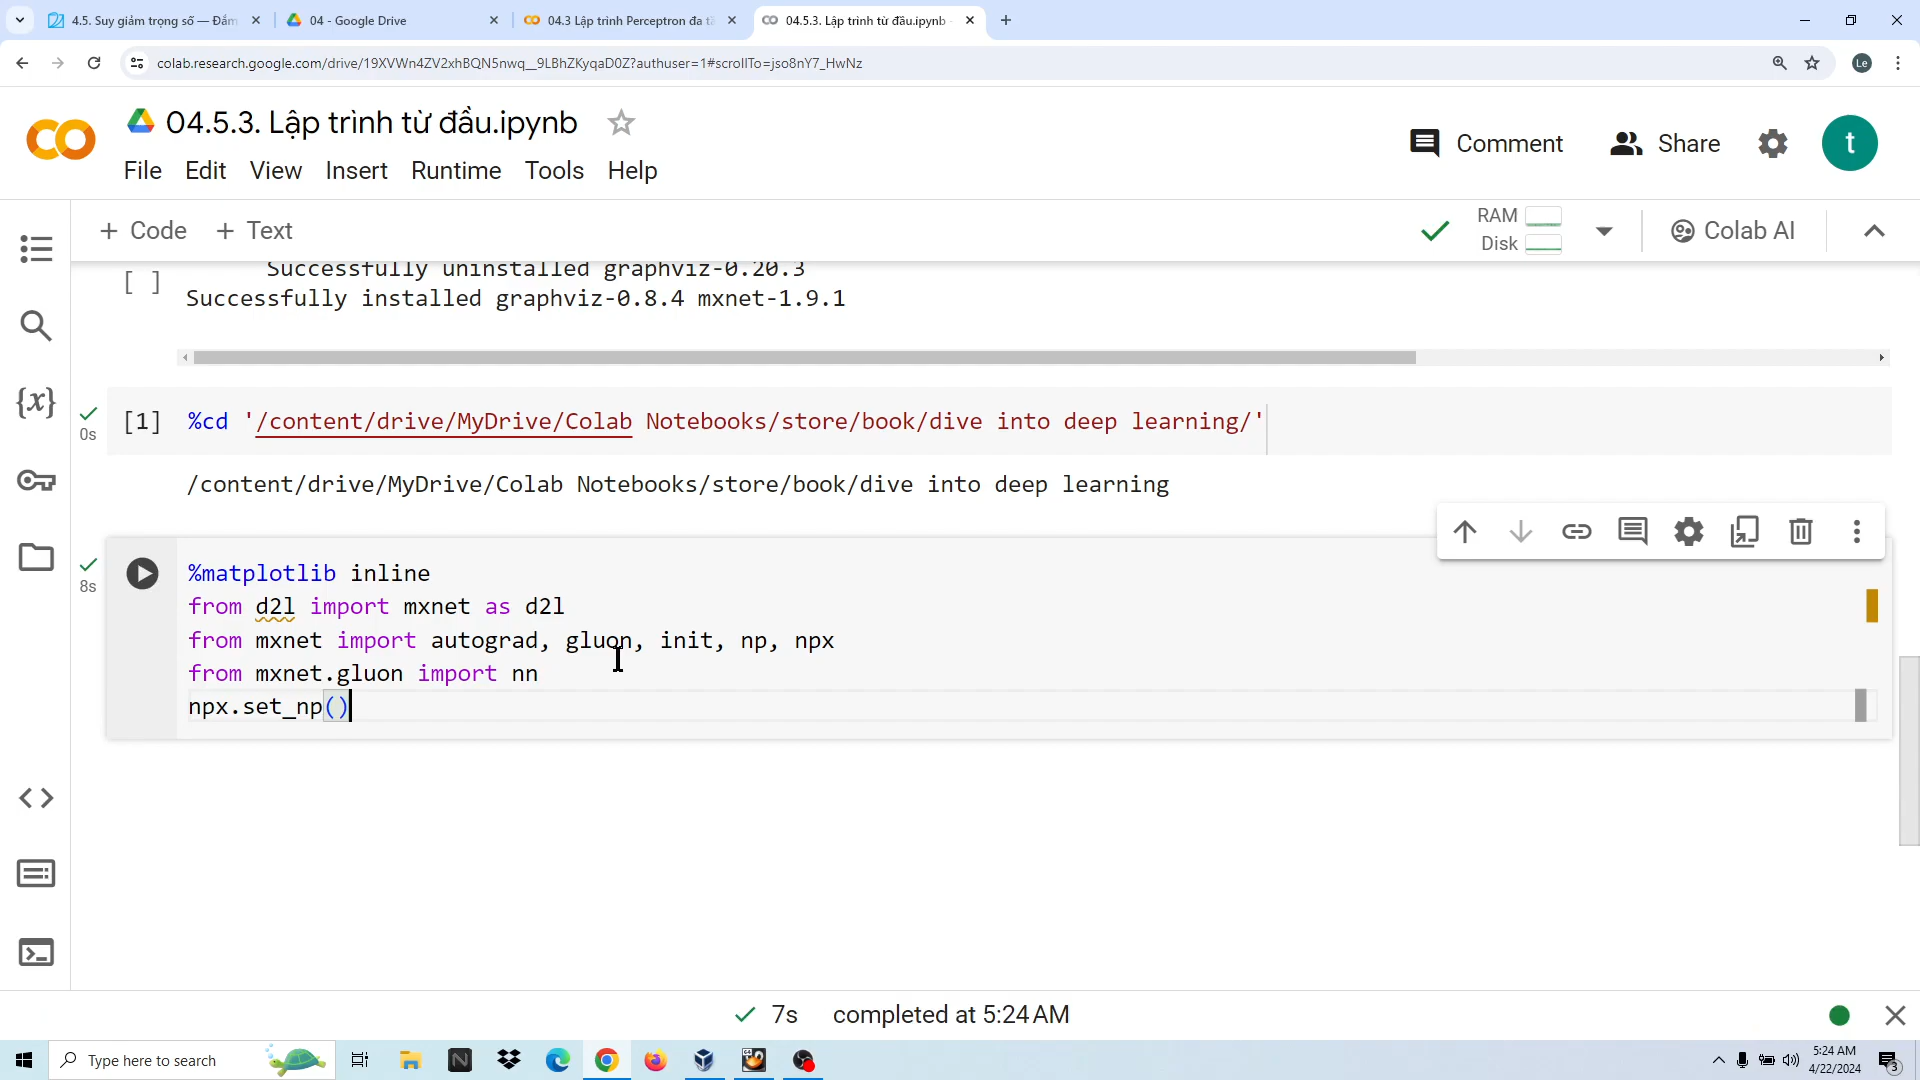 4.5. Suy giảm trọng số — Đắm
04 - Google Drive
04.3 Lập trình Perceptron đa tầ
04.5.3. Lập trình từ đầu.ipynb -
colab.research.google.com/drive/19XVWn4ZV2xhBQN5nwq__9LBhZKyqaD0Z?authuser=1#scrollTo=jso8nY7_HwNz
Le
04.5.3. Lập trình từ đầu.ipynb
File Edit View Insert Runtime Tools Help
Comment
Share
t
+ Code + Text
RAM
Disk
Colab AI
[ ]
Successfully uninstalled graphviz-0.20.3
Successfully installed graphviz-0.8.4 mxnet-1.9.1
{x}
0s
[1] %cd '/content/drive/MyDrive/Colab Notebooks/store/book/dive into deep learning/'
/content/drive/MyDrive/Colab Notebooks/store/book/dive into deep learning
8s
%matplotlib inline
from d2l import mxnet as d2l
from mxnet import autograd, gluon, init, np, npx
from mxnet.gluon import nn
npx.set_np()
7s completed at 5:24 AM
Type here to search
5:24 AM
4/22/2024
3